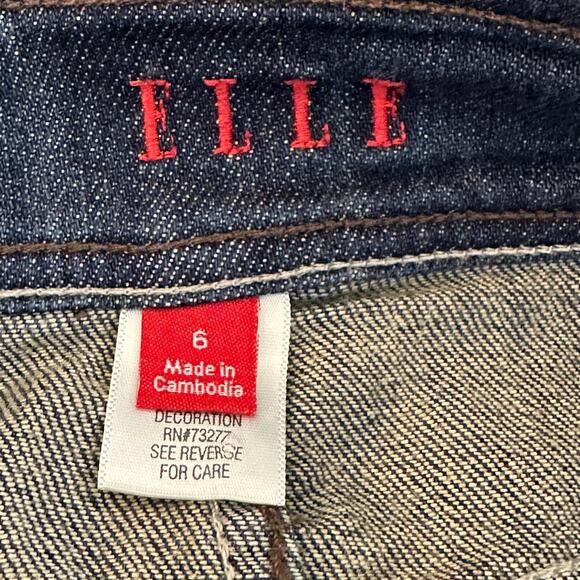 ELLE
6
Made in
Cambodia
DECORATION
RN#73277
SEE REVERSE
FOR CARE